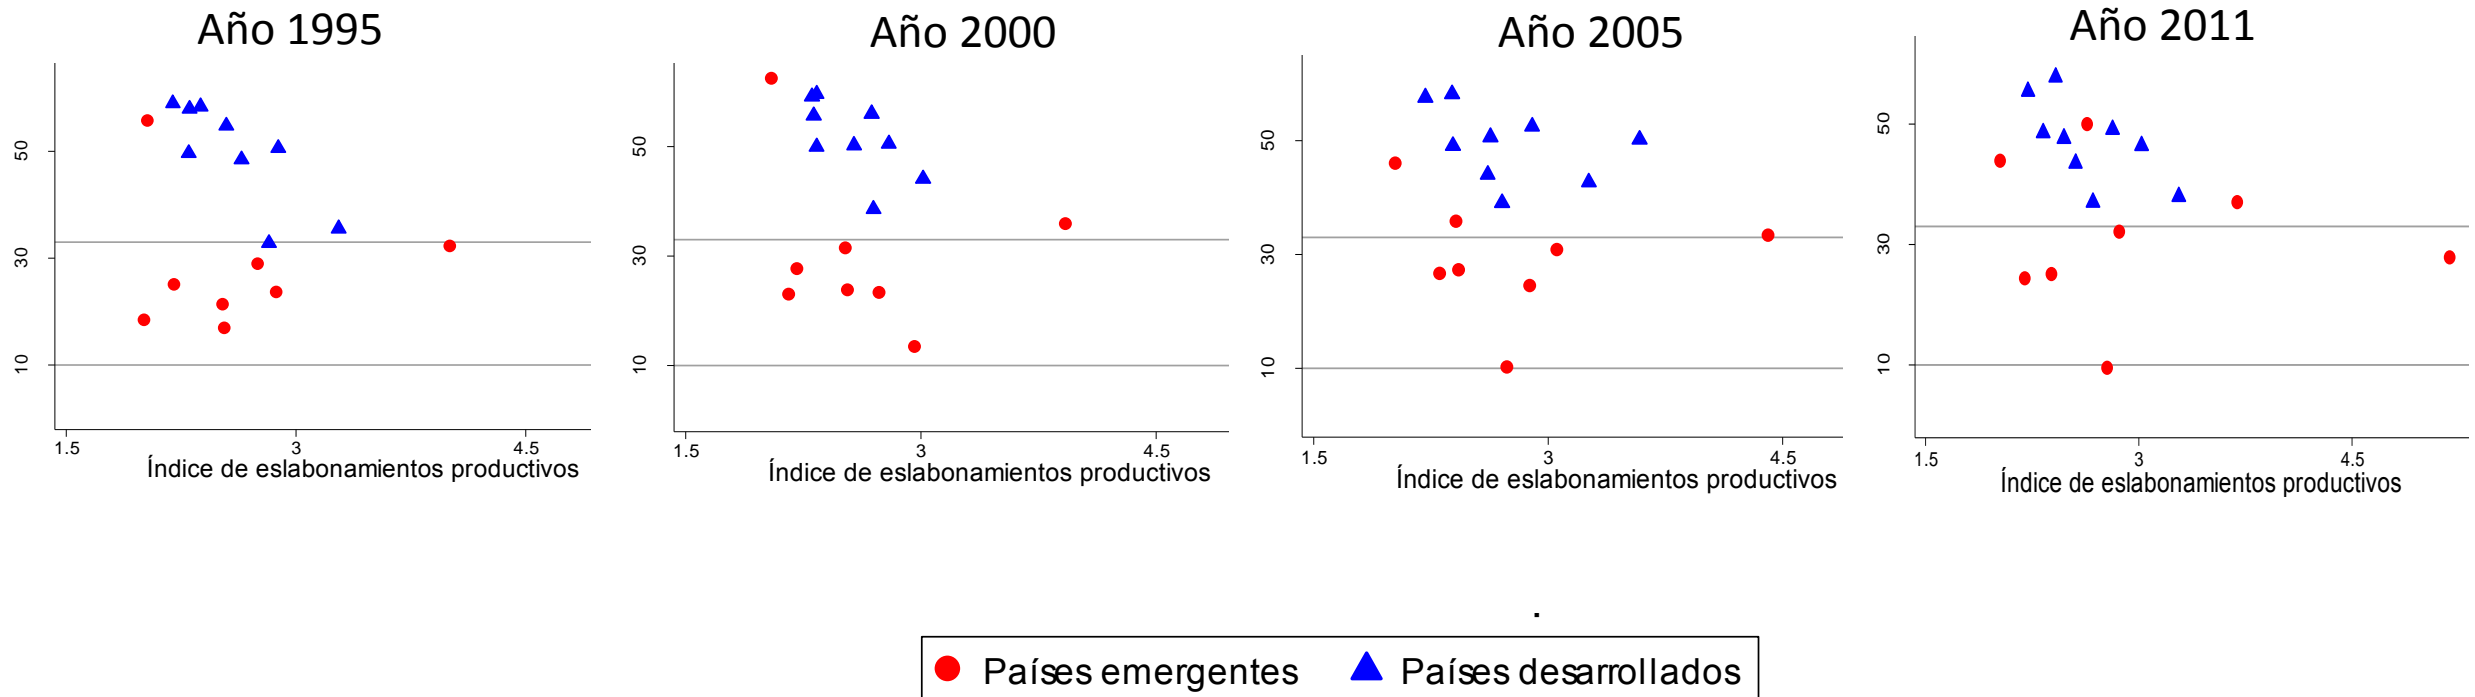 Año 1995
50
30
10
1.5 3 4.5
Índice de eslabonamientos productivos
Año 2000
50
30
10
1.5 3 4.5
Índice de eslabonamientos productivos
Año 2005
50
30
10
1.5 3 4.5
Índice de eslabonamientos productivos
Año 2011
50
30
10
1.5 3 4.5
Índice de eslabonamientos productivos
.
Países emergentes Países desarrollados